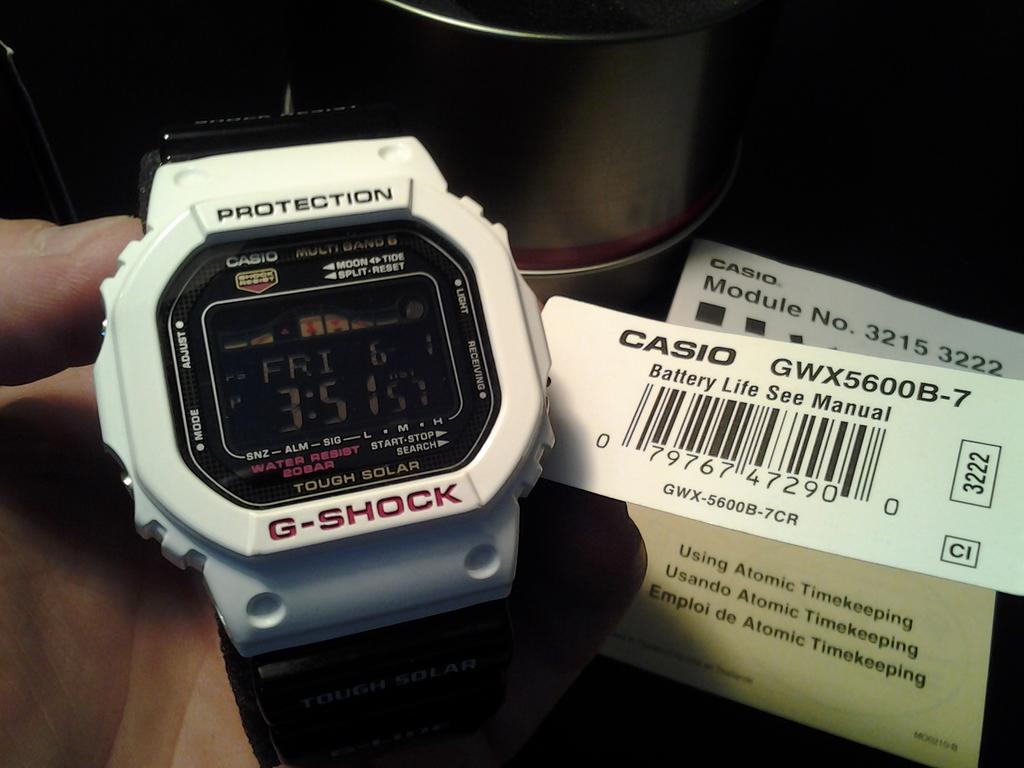 SHOCK RESIST
PROTECTION
MULTI BAND 6
CASIO
SHOCK
RESIST
MOON TIDE
SPLIT·RESET
ADJUST
LIGHT
MODE
RECEIVING
FRI 6- 1
P 3:51 57
SNZ — ALM — SIG — L • M • H
START·STOP
SEARCH
WATER RESIST
20BAR
TOUGH SOLAR
G-SHOCK
TOUGH SOLAR
CASIO
Module No. 3215 3222
CASIO GWX5600B-7
Battery Life See Manual
0 79767 47290 0
GWX-5600B-7CR
3222
CI
Using Atomic Timekeeping
Usando Atomic Timekeeping
Emploi de Atomic Timekeeping